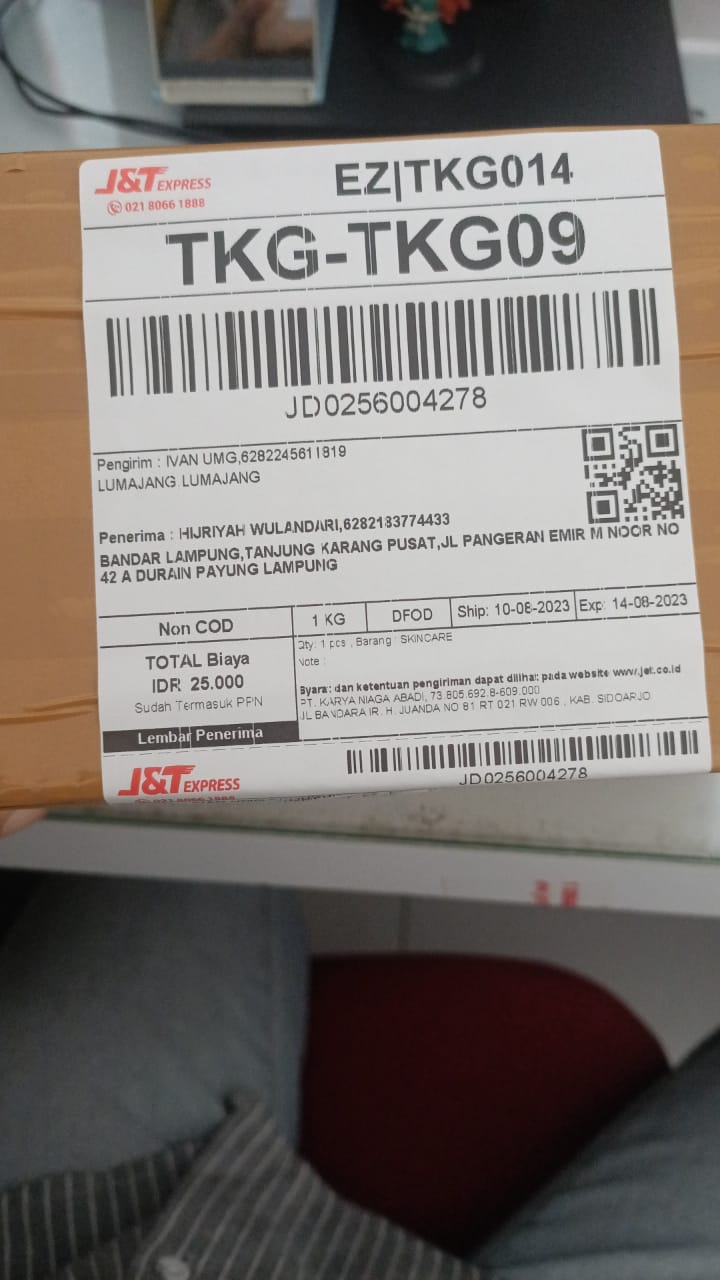 J&T EXPRESS
021 8066 1888
EZ|TKG014
TKG-TKG09
JD0256004278
Pengirim : IVAN UMG,6282245611819
LUMAJANG LUMAJANG
Penerima : HIJRIYAH WULANDARI,6282183774433
BANDAR LAMPUNG,TANJUNG KARANG PUSAT,JL PANGERAN EMIR M NOOR NO
42 A DURAIN PAYUNG LAMPUNG
Non COD
1 KG
DFOD
Ship: 10-08-2023
Exp: 14-08-2023
TOTAL Biaya
IDR 25.000
Sudah Termasuk PPN
Lembar Penerima
Qty: 1 pcs , Barang : SKINCARE
Note :
Syarat dan ketentuan pengiriman dapat dilihat pada website www.jet.co.id
PT. KARYA NIAGA ABADI, 73.805.692.8-609.000
JL BANDARA IR. H. JUANDA NO 81 RT 021 RW 006 , KAB. SIDOARJO
JD0256004278
J&T EXPRESS
021 8066 1888